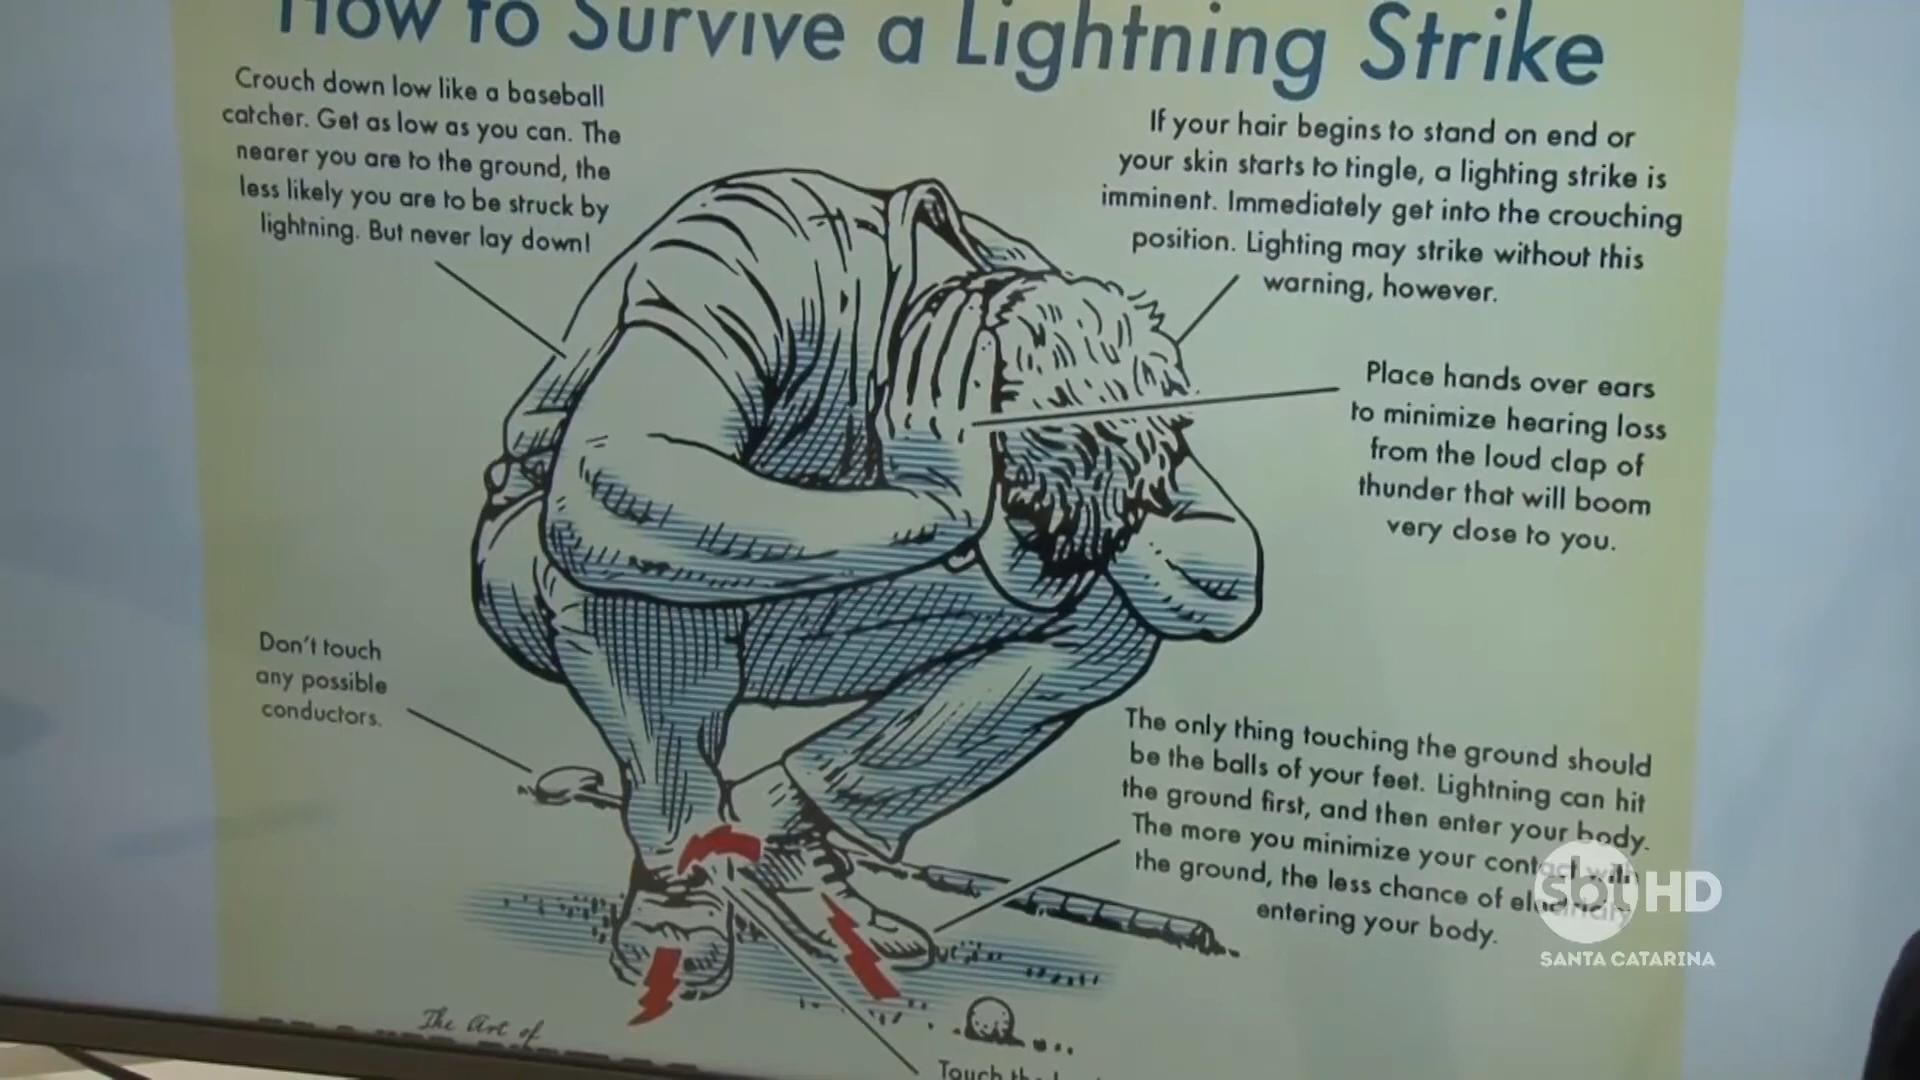 How to Survive a Lightning Strike
Crouch down low like a baseball
catcher. Get as low as you can. The
nearer you are to the ground, the
less likely you are to be struck by
lightning. But never lay down!
If your hair begins to stand on end or
your skin starts to tingle, a lighting strike is
imminent. Immediately get into the crouching
position. Lighting may strike without this
warning, however.
Place hands over ears
to minimize hearing loss
from the loud clap of
thunder that will boom
very close to you.
Don't touch
any possible
conductors.
The only thing touching the ground should
be the balls of your feet. Lightning can hit
the ground first, and then enter your body.
The more you minimize your contact with
the ground, the less chance of electricity
entering your body.
sbt HD
SANTA CATARINA
The Art of
Touch